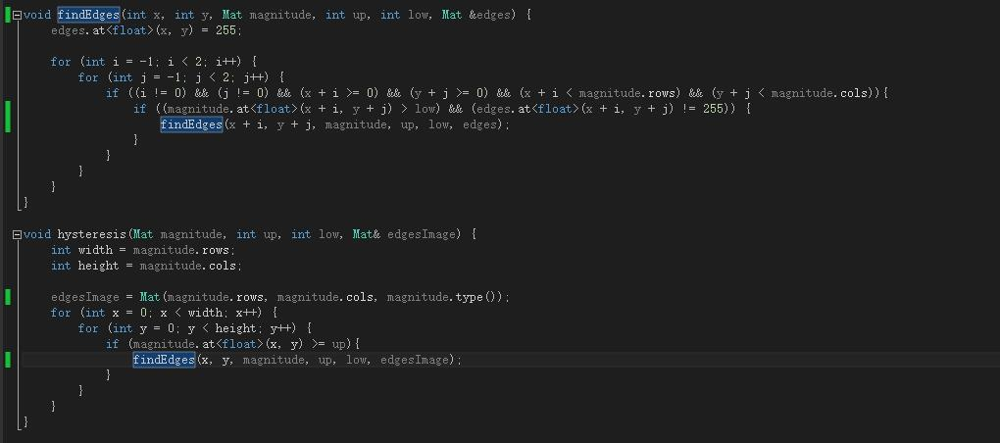 void findEdges(int x, int y, Mat magnitude, int up, int low, Mat &edges) {
edges.at<float>(x, y) = 255;
for (int i = -1; i < 2; i++) {
for (int j = -1; j < 2; j++) {
if ((i != 0) && (j != 0) && (x + i >= 0) && (y + j >= 0) && (x + i < magnitude.rows) && (y + j < magnitude.cols)){
if ((magnitude.at<float>(x + i, y + j) > low) && (edges.at<float>(x + i, y + j) != 255)) {
findEdges(x + i, y + j, magnitude, up, low, edges);
}
}
}
}
}
void hysteresis(Mat magnitude, int up, int low, Mat& edgesImage) {
int width = magnitude.rows;
int height = magnitude.cols;
edgesImage = Mat(magnitude.rows, magnitude.cols, magnitude.type());
for (int x = 0; x < width; x++) {
for (int y = 0; y < height; y++) {
if (magnitude.at<float>(x, y) >= up){
findEdges(x, y, magnitude, up, low, edgesImage);
}
}
}
}